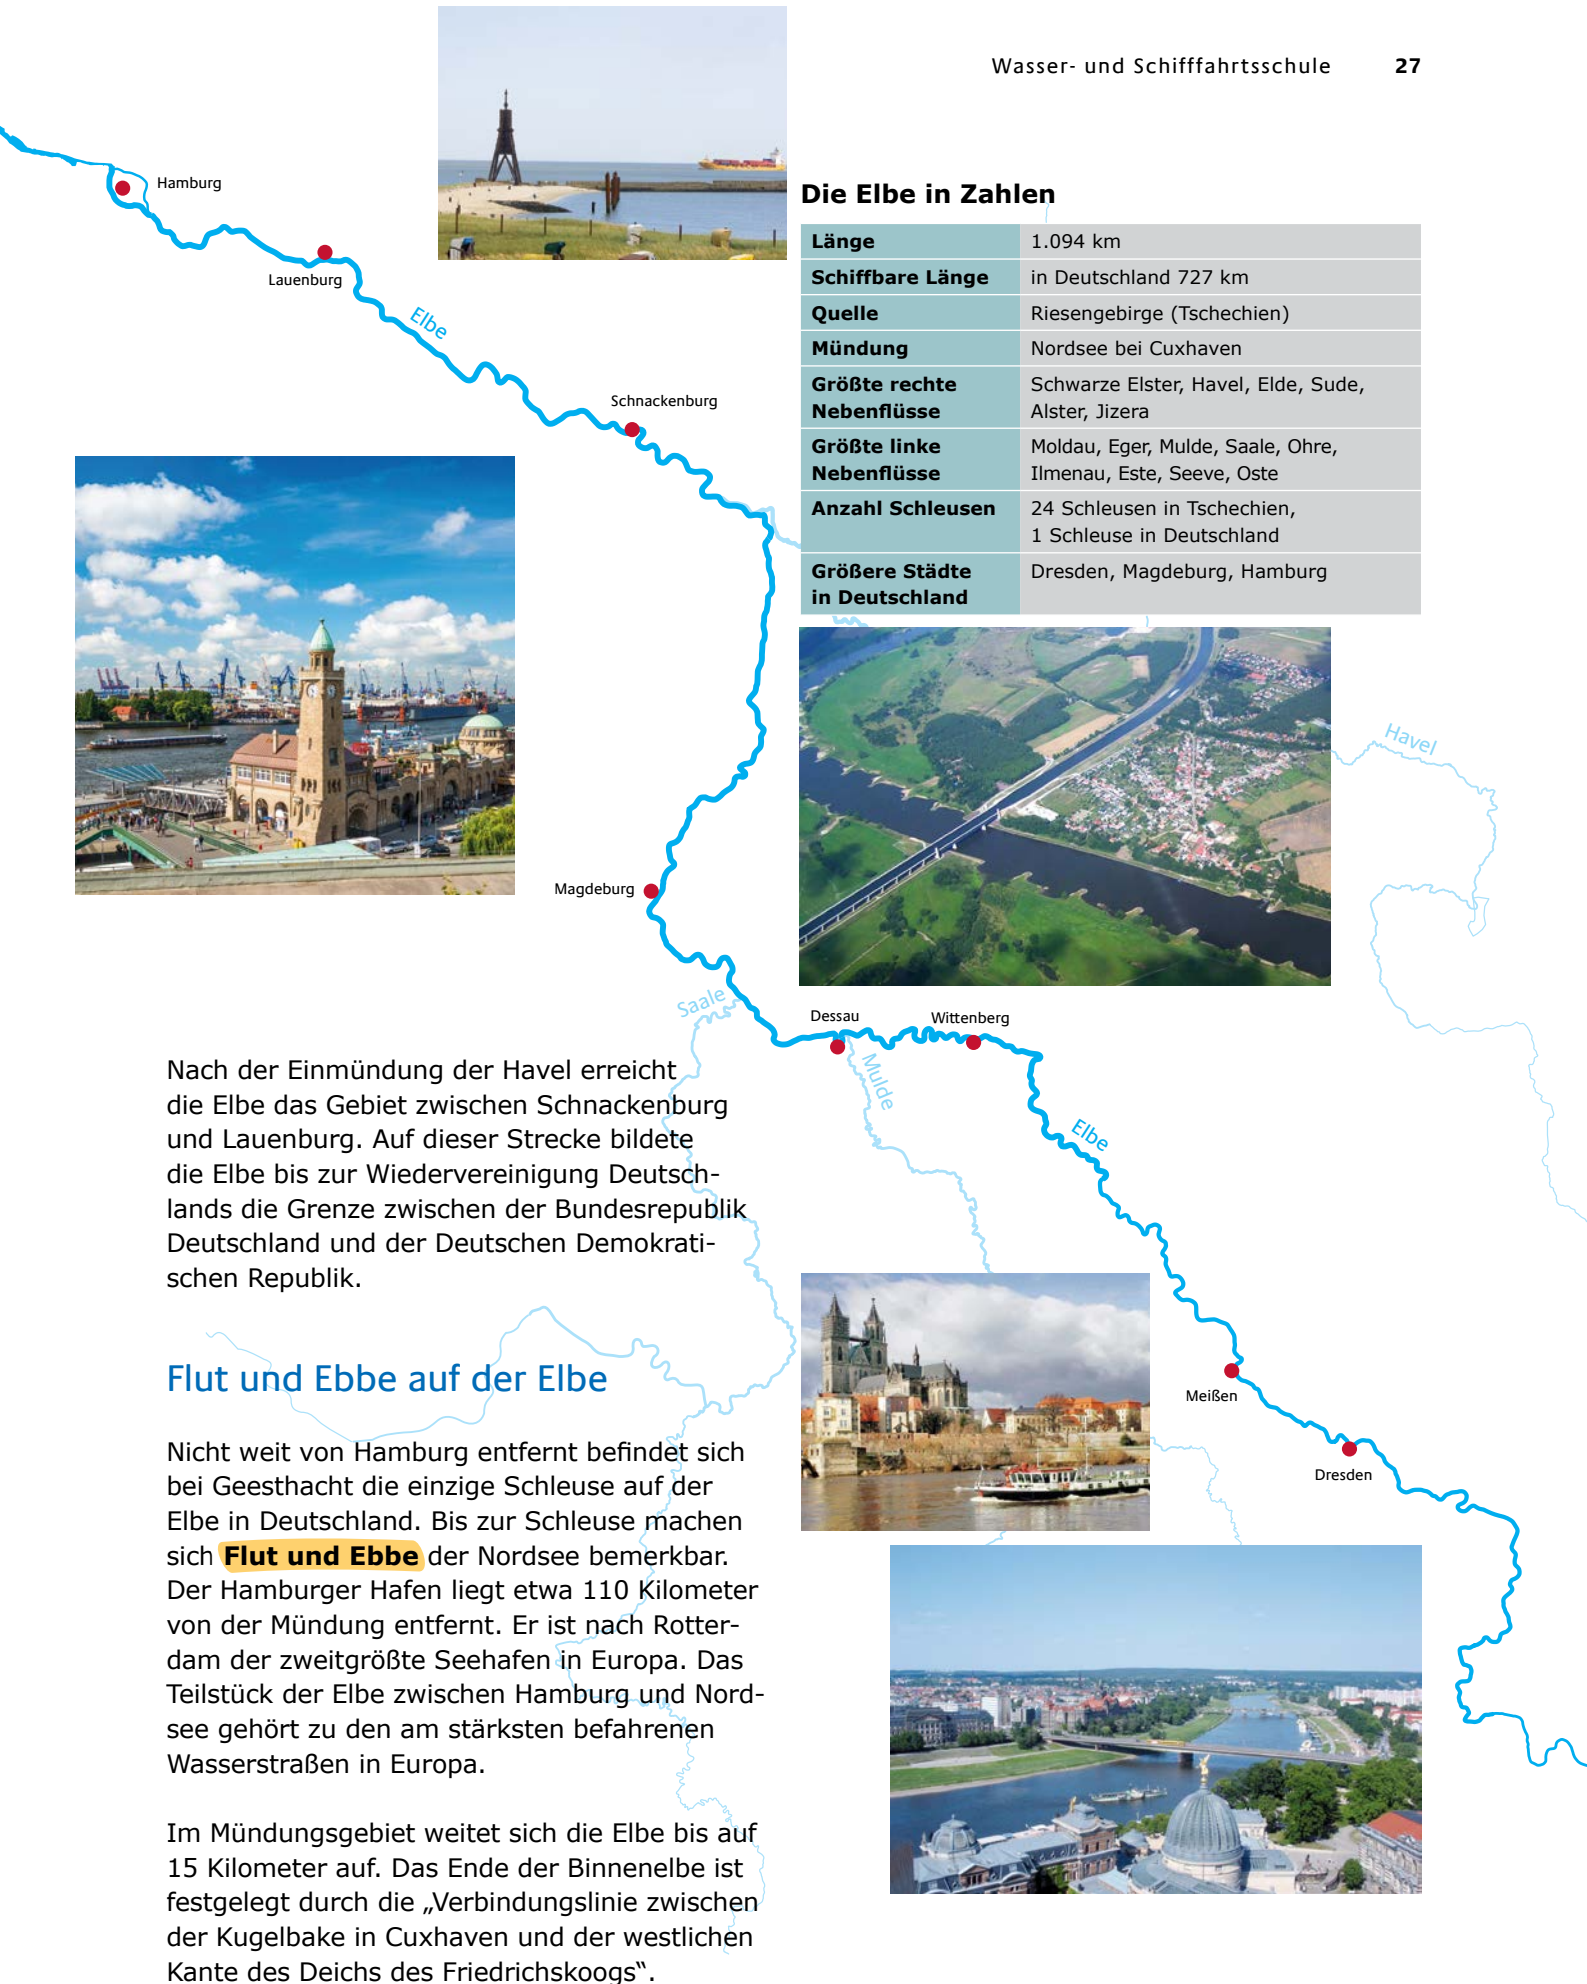 Wasser- und Schifffahrtsschule 27
Hamburg
Lauenburg
Elbe
Schnackenburg
Die Elbe in Zahlen
Länge 1.094 km
Schiffbare Länge in Deutschland 727 km
Quelle Riesengebirge (Tschechien)
Mündung Nordsee bei Cuxhaven
Größte rechte Schwarze Elster, Havel, Elde, Sude,
Nebenflüsse Alster, Jizera
Größte linke Moldau, Eger, Mulde, Saale, Ohre,
Nebenflüsse Ilmenau, Este, Seeve, Oste
Anzahl Schleusen 24 Schleusen in Tschechien,
1 Schleuse in Deutschland
Größere Städte Dresden, Magdeburg, Hamburg
in Deutschland
Havel
Magdeburg
Saale
Dessau
Wittenberg
Mulde
Elbe
Meißen
Dresden
Nach der Einmündung der Havel erreicht
die Elbe das Gebiet zwischen Schnackenburg
und Lauenburg. Auf dieser Strecke bildete
die Elbe bis zur Wiedervereinigung Deutsch-
lands die Grenze zwischen der Bundesrepublik
Deutschland und der Deutschen Demokrati-
schen Republik.
Flut und Ebbe auf der Elbe
Nicht weit von Hamburg entfernt befindet sich
bei Geesthacht die einzige Schleuse auf der
Elbe in Deutschland. Bis zur Schleuse machen
sich Flut und Ebbe der Nordsee bemerkbar.
Der Hamburger Hafen liegt etwa 110 Kilometer
von der Mündung entfernt. Er ist nach Rotter-
dam der zweitgrößte Seehafen in Europa. Das
Teilstück der Elbe zwischen Hamburg und Nord-
see gehört zu den am stärksten befahrenen
Wasserstraßen in Europa.
Im Mündungsgebiet weitet sich die Elbe bis auf
15 Kilometer auf. Das Ende der Binnenelbe ist
festgelegt durch die „Verbindungslinie zwischen
der Kugelbake in Cuxhaven und der westlichen
Kante des Deichs des Friedrichskoogs“.